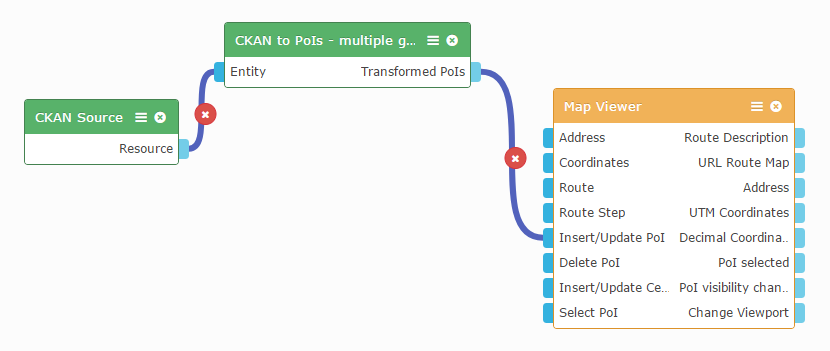 CKAN to PoIs - multiple g...
Entity Transformed PoIs
CKAN Source
Resource
Map Viewer
Address Route Description
Coordinates URL Route Map
Route Address
Route Step UTM Coordinates
Insert/Update PoI Decimal Coordina..
Delete PoI PoI selected
Insert/Update Ce... PoI visibility chan..
Select PoI Change Viewport